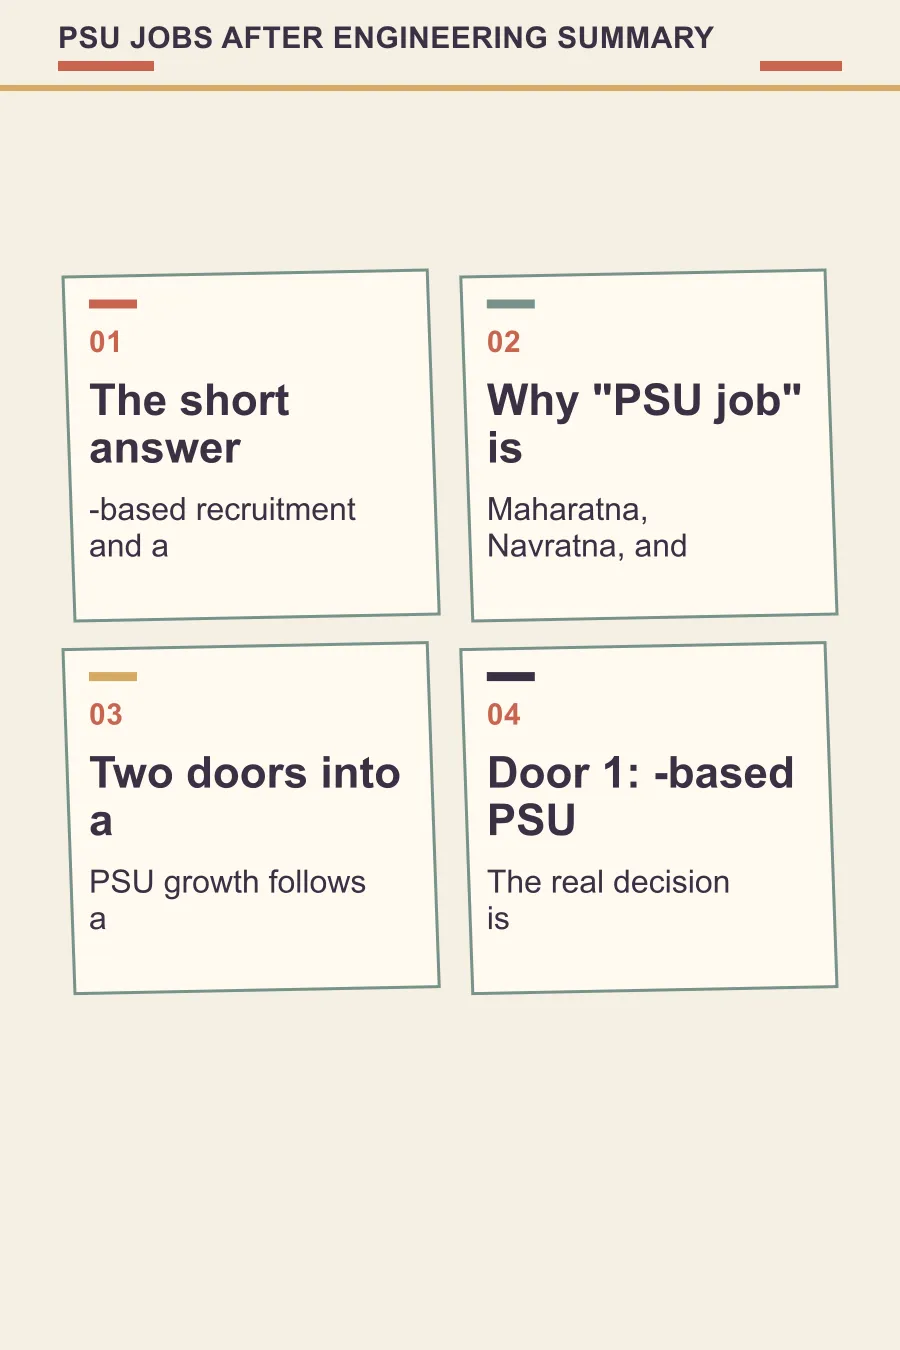 PSU JOBS AFTER ENGINEERING SUMMARY
01
The short
answer
-based recruitment
and a
02
Why "PSU job"
is
Maharatna,
Navratna, and
03
Two doors into
a
PSU growth follows
a
04
Door 1: -based
PSU
The real decision
is